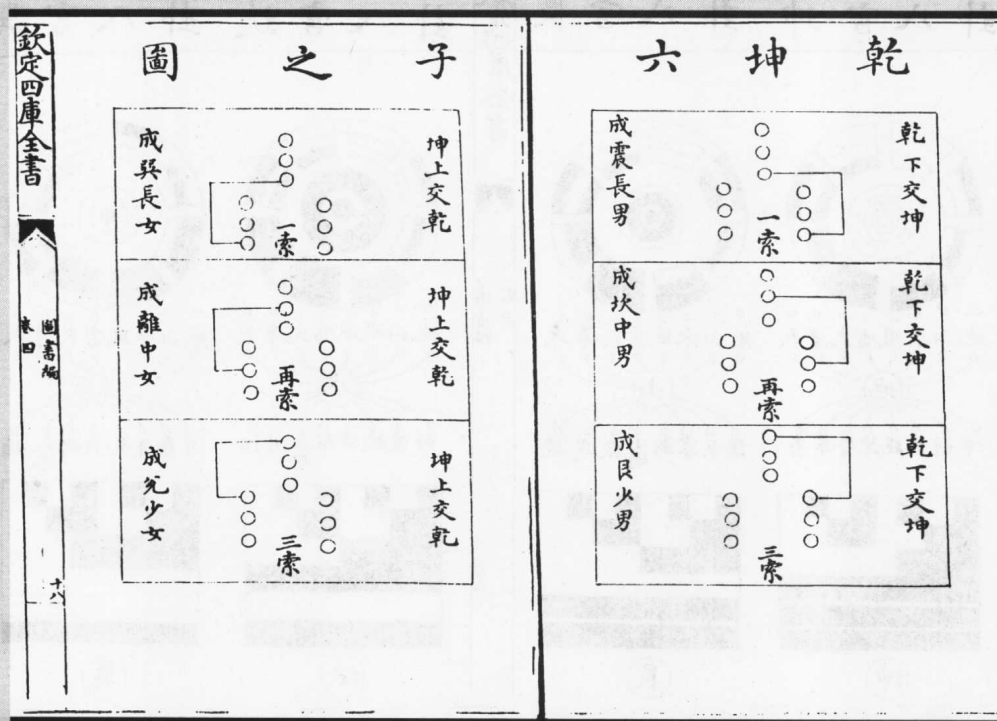 乾坤六
乾下交坤
一索
成震長男
乾下交坤
再索
成坎中男
乾下交坤
三索
成艮少男
子之圖
坤上交乾
一索
成巽長女
坤上交乾
再索
成離中女
坤上交乾
三索
成兌少女
欽定四庫全書
圖書編
卷四
十八